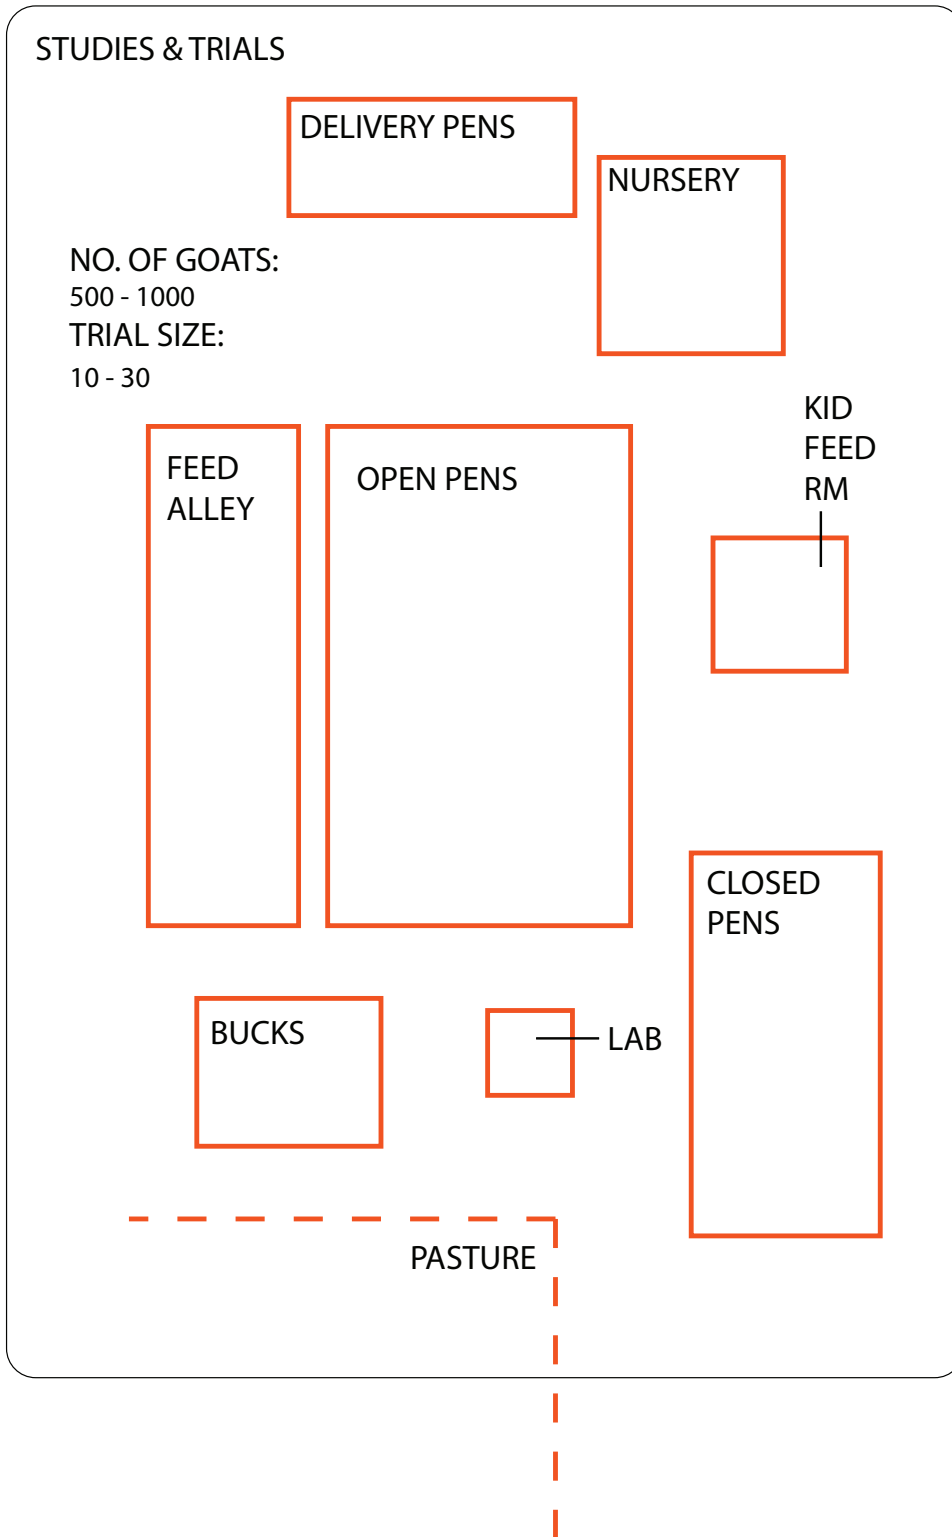 STUDIES & TRIALS
DELIVERY PENS
NURSERY
NO. OF GOATS:
500 - 1000
TRIAL SIZE:
10 - 30
KID
FEED
RM
FEED
ALLEY
OPEN PENS
CLOSED
PENS
BUCKS
LAB
PASTURE